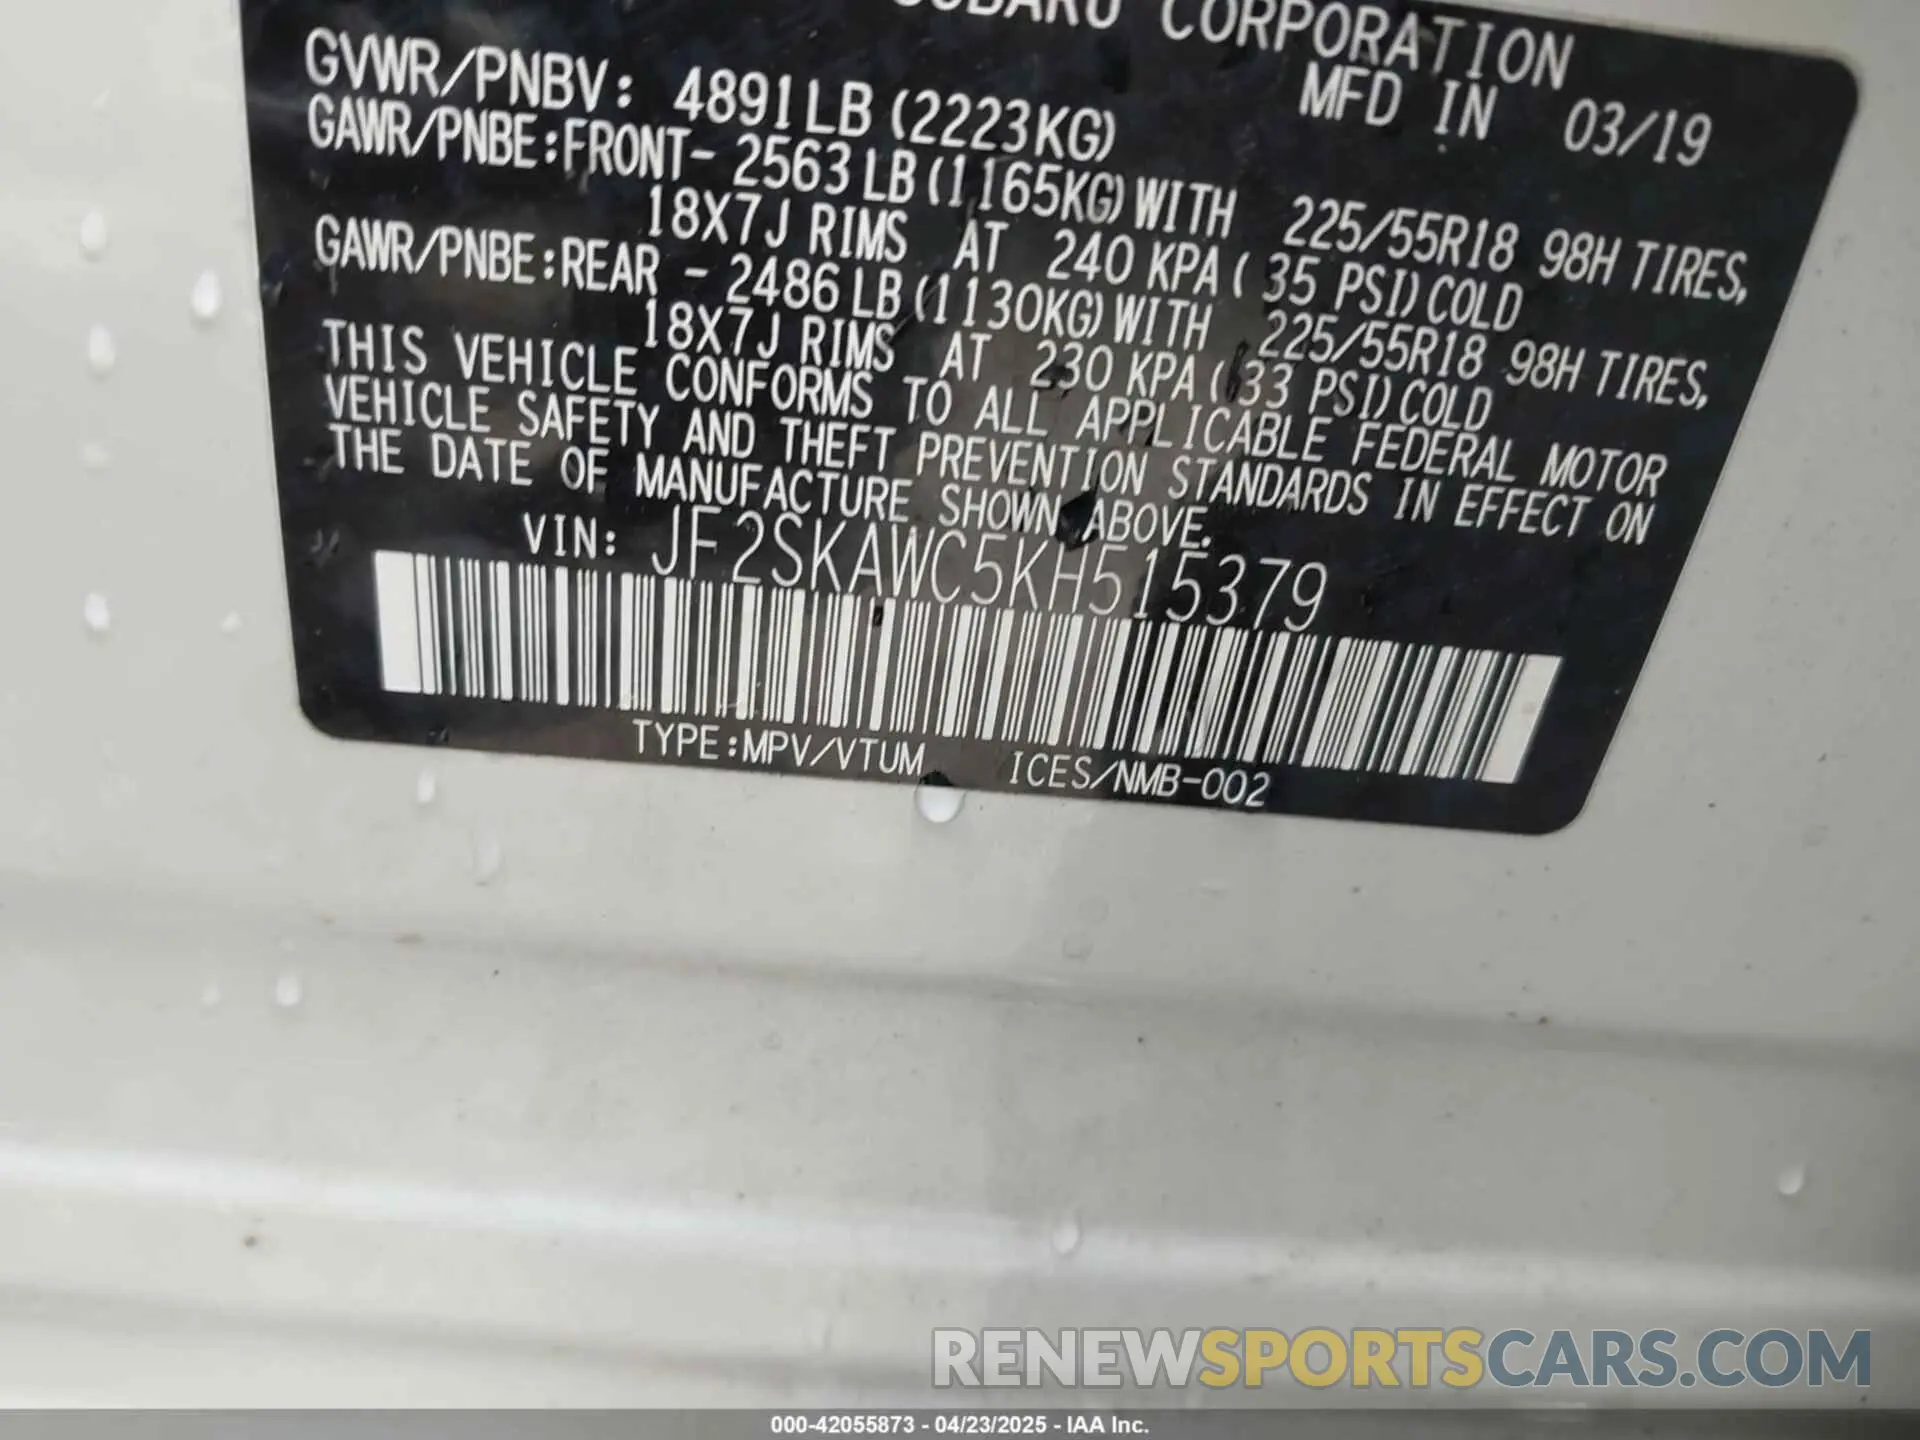 SUBARU CORPORATION
MFD IN 03/19
GVWR/PNBV: 4891LB (2223KG)
GAWR/PNBE:FRONT- 2563 LB (1165KG) WITH 225/55R18 98H TIRES,
18X7J RIMS AT 240 KPA ( 35 PSI) COLD
GAWR/PNBE:REAR - 2486 LB (1130KG) WITH 225/55R18 98H TIRES,
18X7J RIMS AT 230 KPA ( 33 PSI) COLD
THIS VEHICLE CONFORMS TO ALL APPLICABLE FEDERAL MOTOR
VEHICLE SAFETY AND THEFT PREVENTION STANDARDS IN EFFECT ON
THE DATE OF MANUFACTURE SHOWN ABOVE.
VIN: JF2SKAWC5KH515379
TYPE:MPV/VTUM ICES/NMB-002
RENEWSPORTSCARS.COM
000-42055873 - 04/23/2025 - IAA Inc.